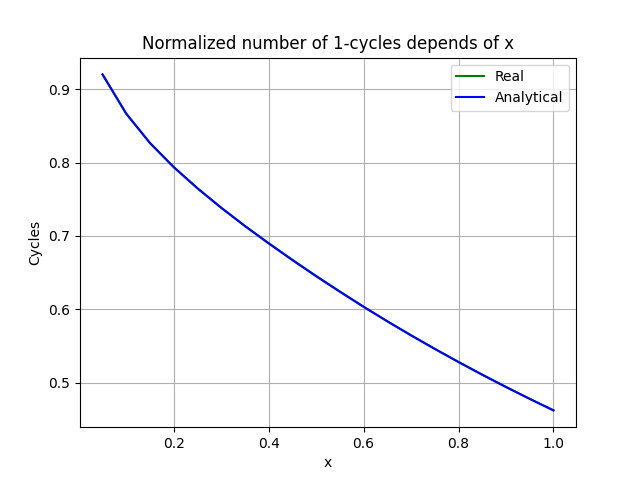 Normalized number of 1-cycles depends of x
Real
Analytical
0.9
0.8
0.7
0.6
0.5
Cycles
0.2
0.4
0.6
0.8
1.0
x